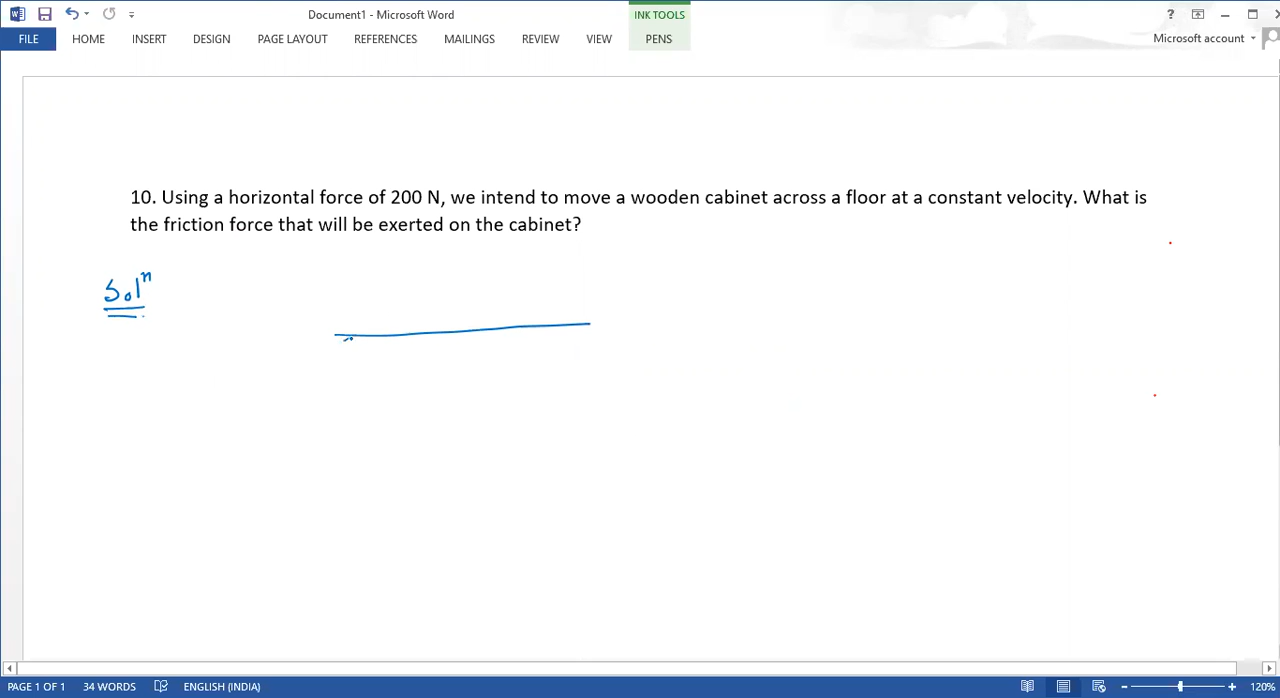 Document1 - Microsoft Word
INK TOOLS
?
FILE HOME INSERT DESIGN PAGE LAYOUT REFERENCES MAILINGS REVIEW VIEW PENS
Microsoft account
10. Using a horizontal force of 200 N, we intend to move a wooden cabinet across a floor at a constant velocity. What is
the friction force that will be exerted on the cabinet?
Solⁿ
PAGE 1 OF 1 34 WORDS ENGLISH (INDIA) 120%